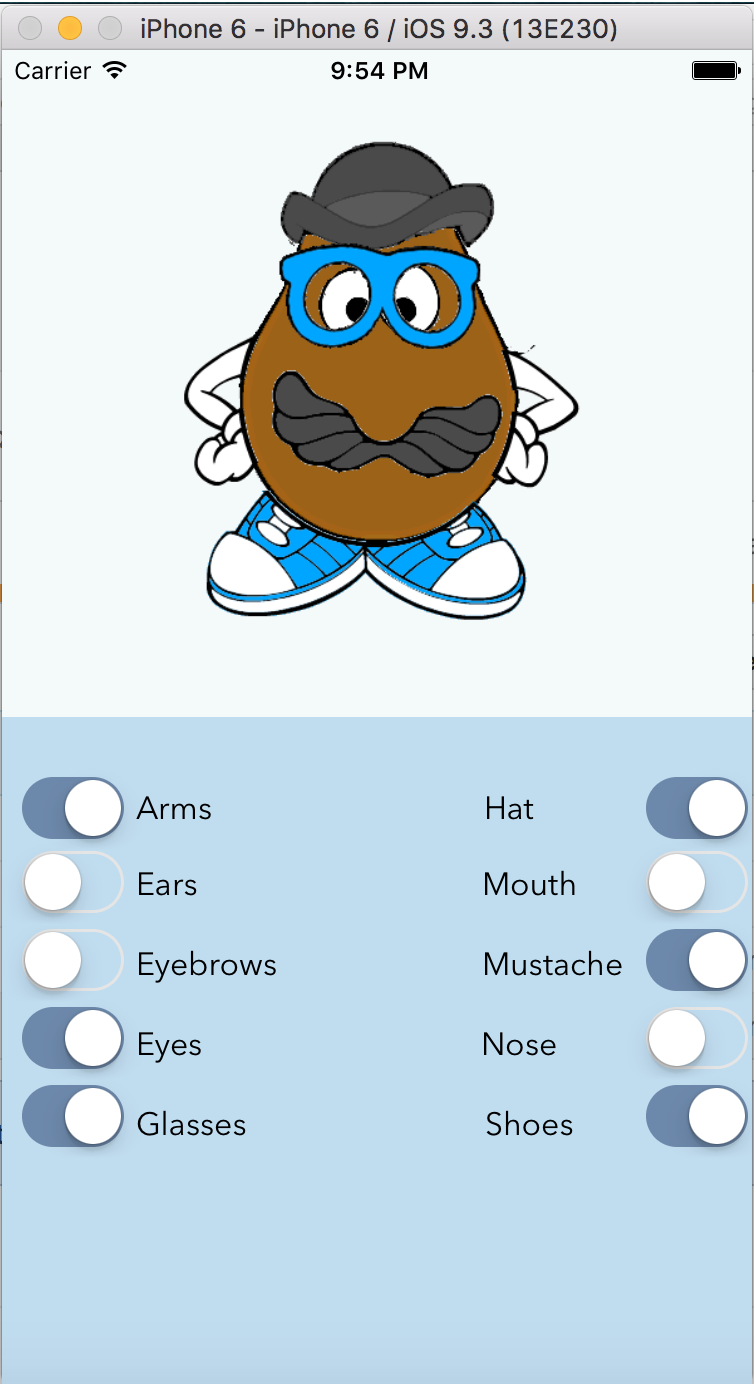 iPhone 6 - iPhone 6 / iOS 9.3 (13E230)
Carrier 9:54 PM
Arms Hat
Ears Mouth
Eyebrows Mustache
Eyes Nose
Glasses Shoes